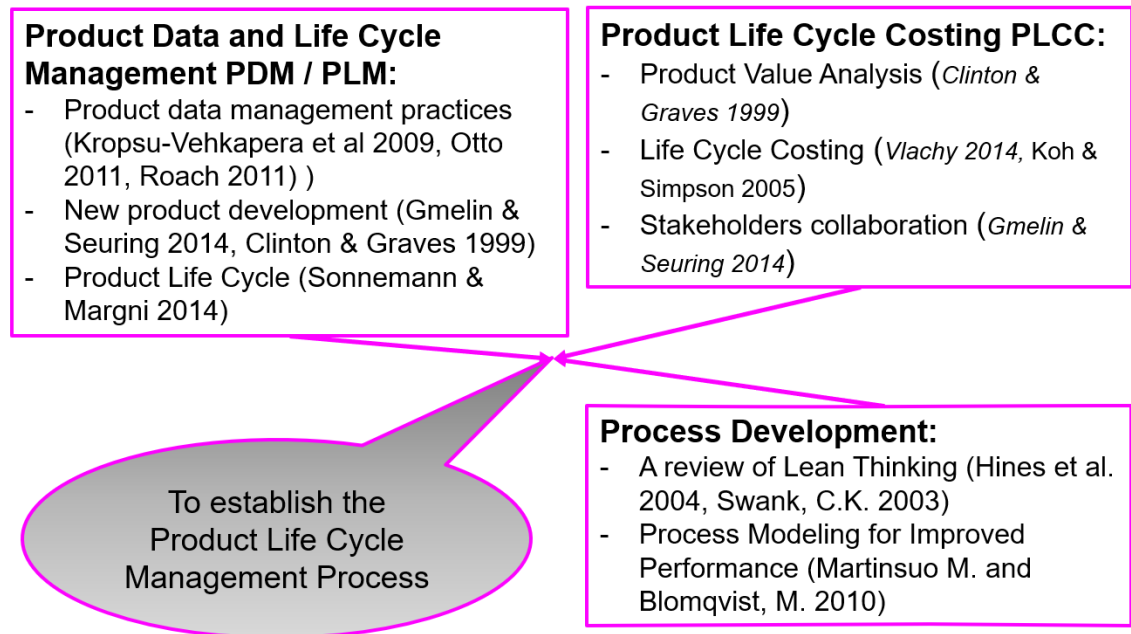 Product Data and Life Cycle
Management PDM / PLM:
- Product data management practices
(Kropsu-Vehkapera et al 2009, Otto
2011, Roach 2011) )
- New product development (Gmelin &
Seuring 2014, Clinton & Graves 1999)
- Product Life Cycle (Sonnemann &
Margni 2014)
Product Life Cycle Costing PLCC:
- Product Value Analysis (Clinton &
Graves 1999)
- Life Cycle Costing (Vlachy 2014, Koh &
Simpson 2005)
- Stakeholders collaboration (Gmelin &
Seuring 2014)
To establish the
Product Life Cycle
Management Process
Process Development:
- A review of Lean Thinking (Hines et al.
2004, Swank, C.K. 2003)
- Process Modeling for Improved
Performance (Martinsuo M. and
Blomqvist, M. 2010)